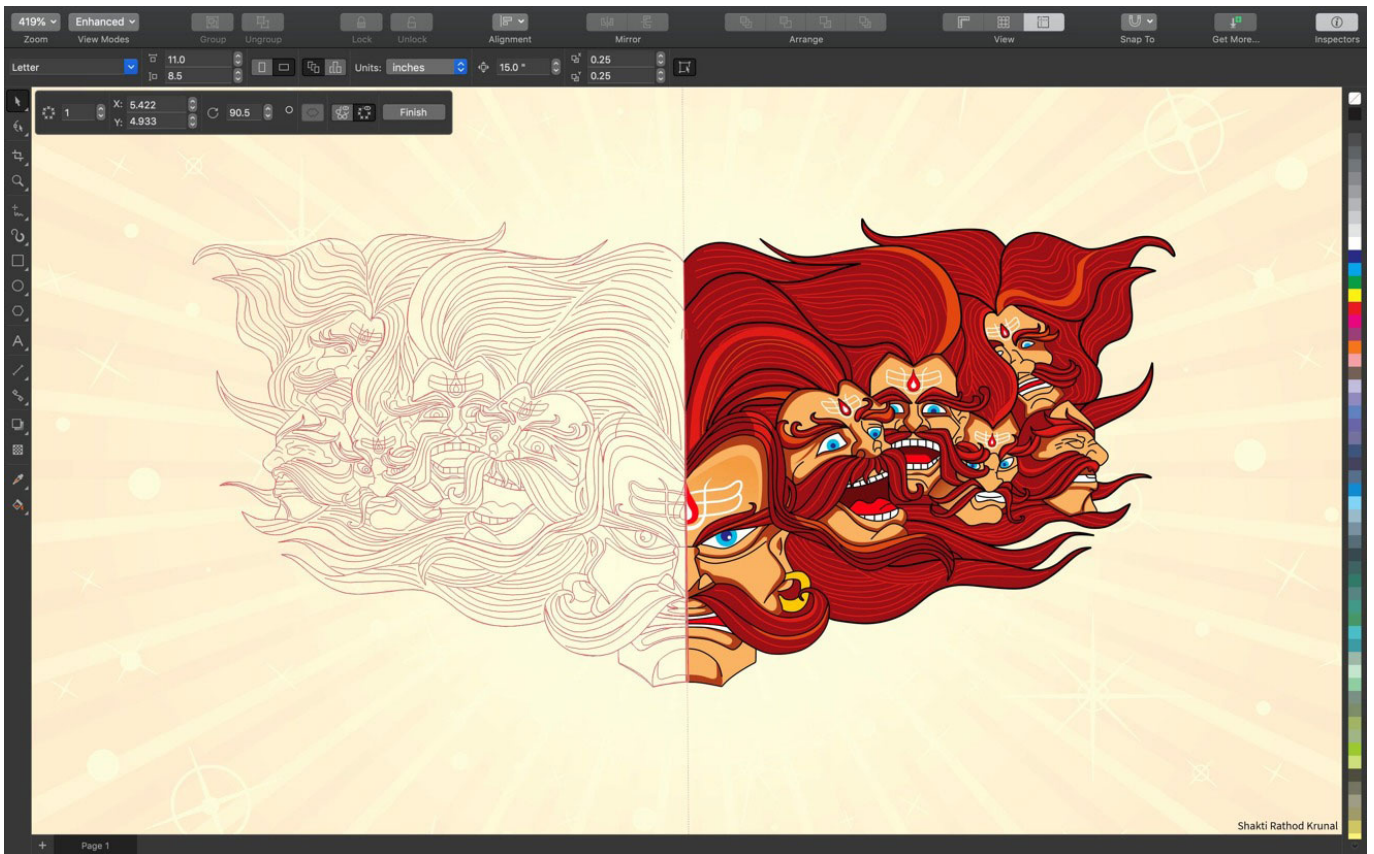 419% Enhanced
Zoom View Modes Group Ungroup Lock Unlock Alignment Mirror Arrange View Snap To Get More... Inspectors
Letter 11.0 8.5 Units: inches 15.0 ° 0.25 0.25
1 X: 5.422 Y: 4.933 90.5 Finish
Shakti Rathod Krunal
+ Page 1